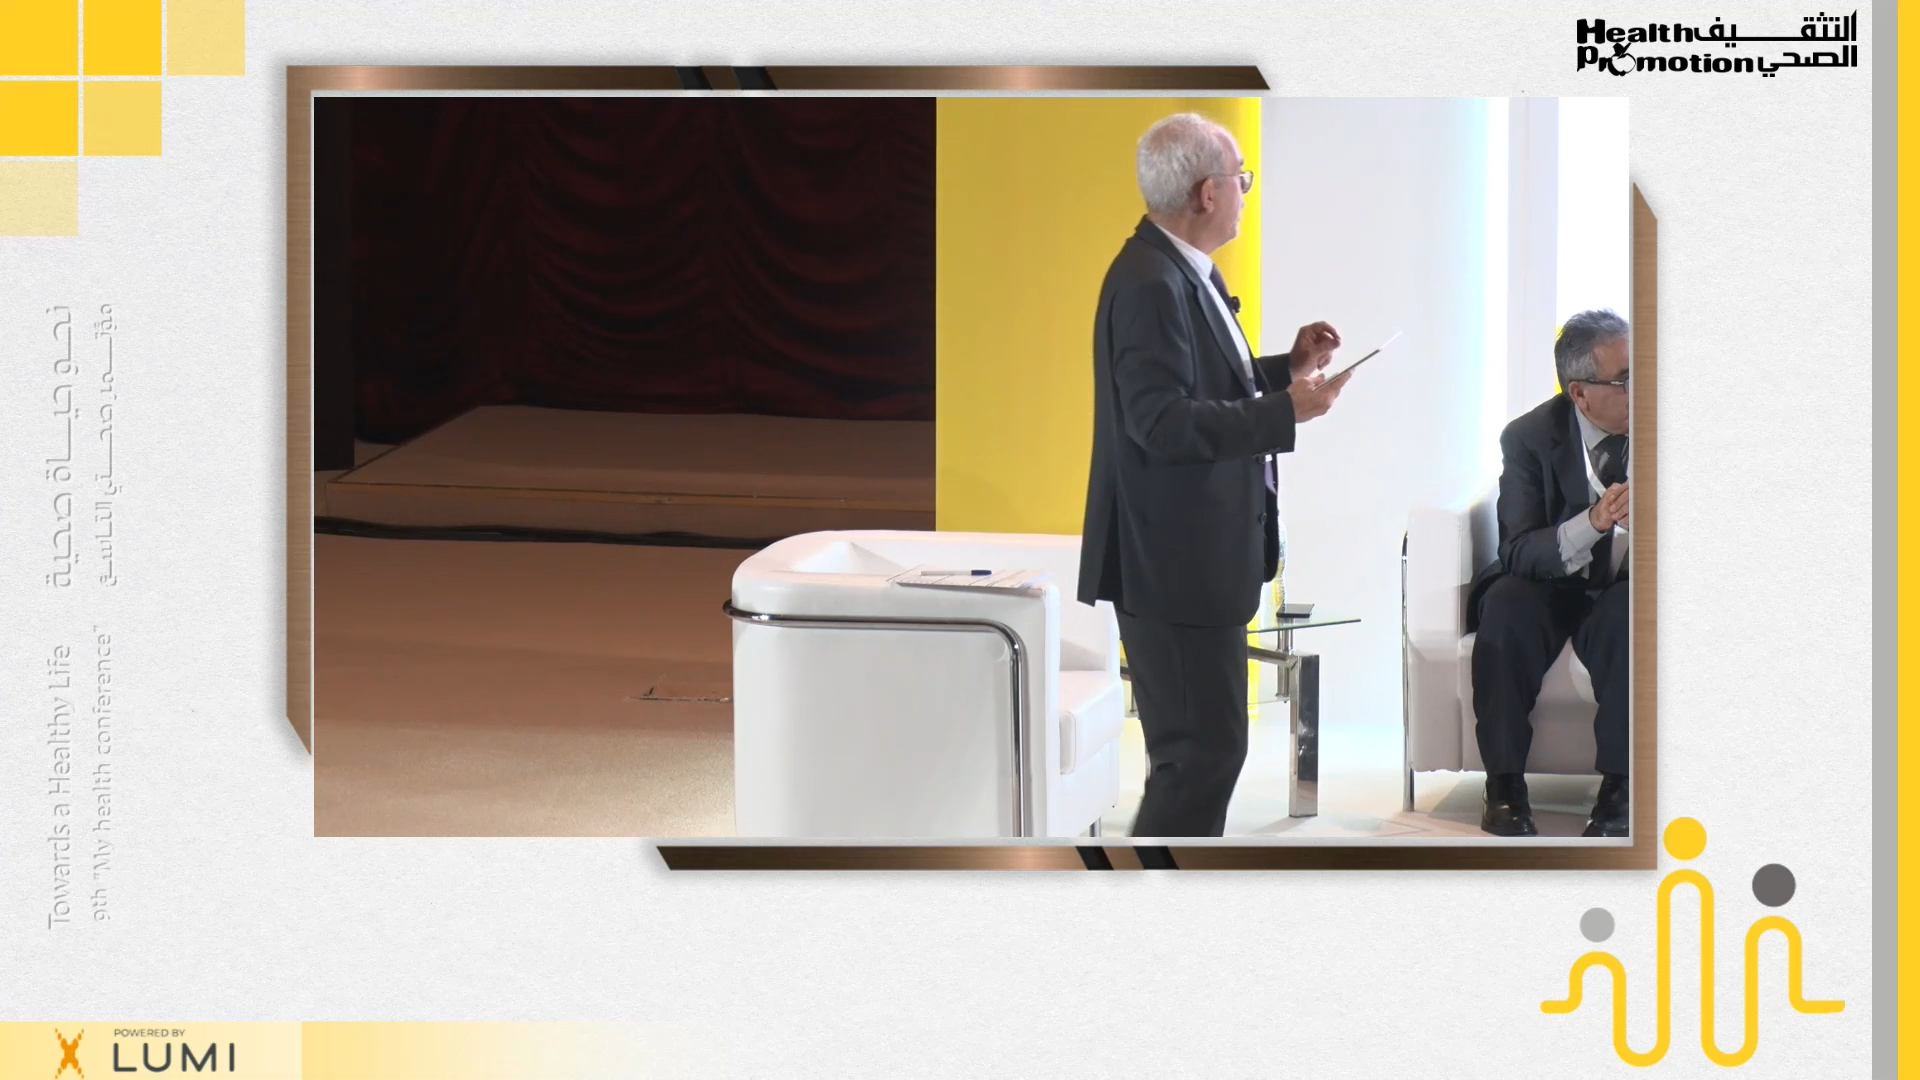 Health التثقيف
Promotion الصحي
نحو حياة صحية
مؤتمر صحتي التاسع
Towards a Healthy Life
9th "My health conference"
POWERED BY
LUMI